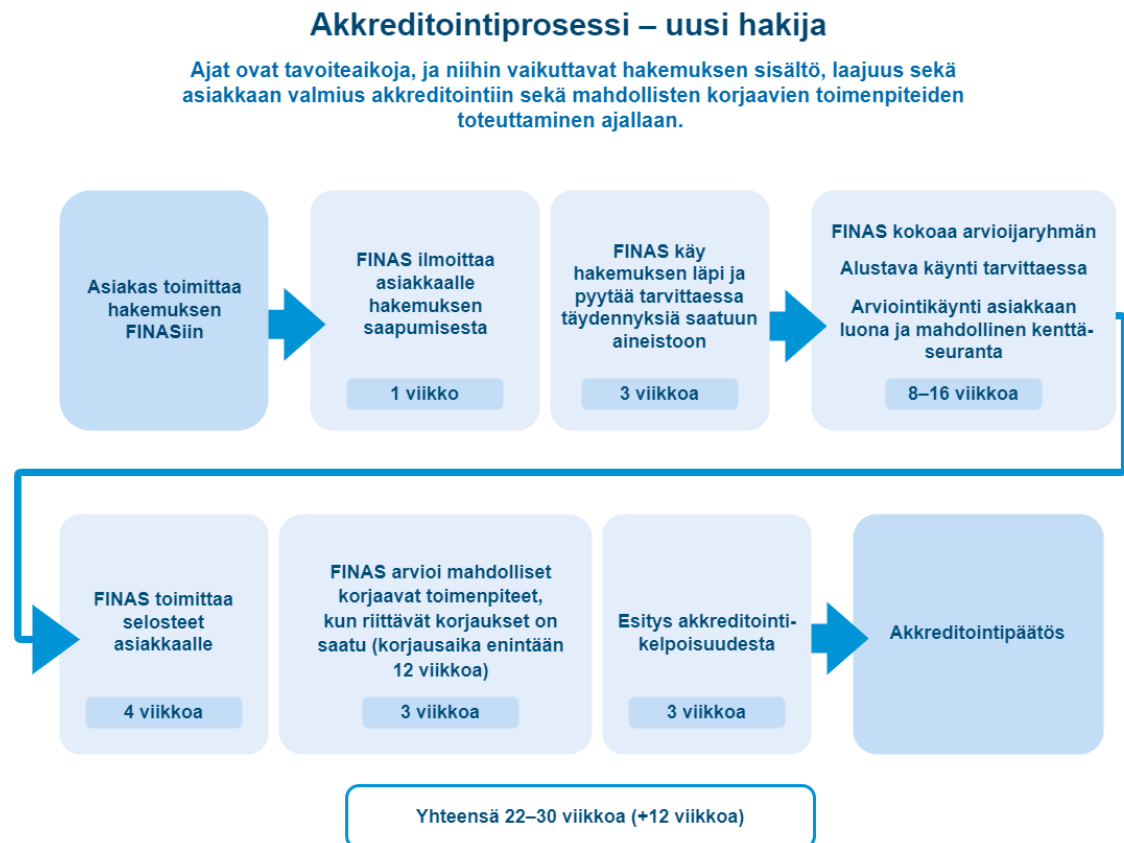 Akkreditointiprosessi – uusi hakija
Ajat ovat tavoiteaikoja, ja niihin vaikuttavat hakemuksen sisältö, laajuus sekä
asiakkaan valmius akkreditointiin sekä mahdollisten korjaavien toimenpiteiden
toteuttaminen ajallaan.
Asiakas toimittaa
hakemuksen
FINASiin
FINAS ilmoittaa
asiakkaalle
hakemuksen
saapumisesta
1 viikko
FINAS käy
hakemuksen läpi ja
pyytää tarvittaessa
täydennyksiä saatuun
aineistoon
3 viikkoa
FINAS kokoaa arvioijaryhmän
Alustava käynti tarvittaessa
Arviointikäynti asiakkaan
luona ja mahdollinen kenttä-
seuranta
8–16 viikkoa
FINAS toimittaa
selosteet
asiakkaalle
4 viikkoa
FINAS arvioi mahdolliset
korjaavat toimenpiteet,
kun riittävät korjaukset on
saatu (korjausaika enintään
12 viikkoa)
3 viikkoa
Esitys akkreditointi-
kelpoisuudesta
3 viikkoa
Akkreditointipäätös
Yhteensä 22–30 viikkoa (+12 viikkoa)